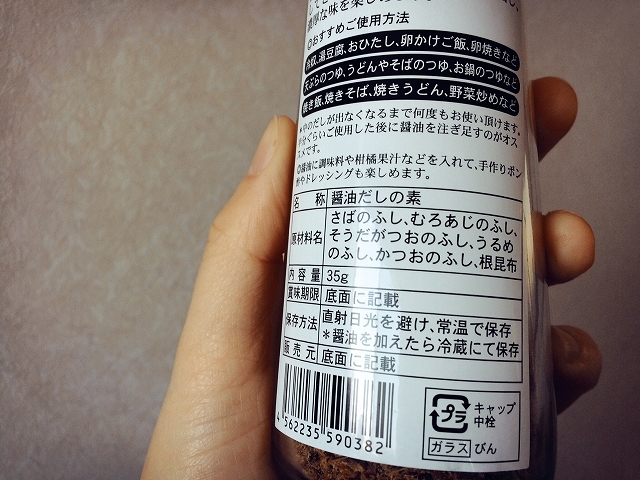 濃厚な味を楽しめ
◎おすすめご使用方法
湯豆腐、おひたし、卵かけご飯、卵焼きなど
天ぷらのつゆ、うどんやそばのつゆ、お鍋のつゆなど
焼き飯、焼きそば、焼きうどん、野菜炒めなど
*中のだしが出なくなるまで何度もお使い頂けます。
半分くらいご使用した後に醤油を注ぎ足すのがオス
スメです。
◎醤油に調味料や柑橘果汁などを入れて、手作りポン
酢やドレッシングも楽しめます。
名 称 醤油だしの素
原材料名 さばのふし、むろあじのふし、
そうだがつおのふし、うるめ
のふし、かつおのふし、根昆布
内容量 35g
賞味期限 底面に記載
保存方法 直射日光を避け、常温で保存
*醤油を加えたら冷蔵にて保存
販売元 底面に記載
4 562235 590382
プラ キャップ
中栓
ガラス びん